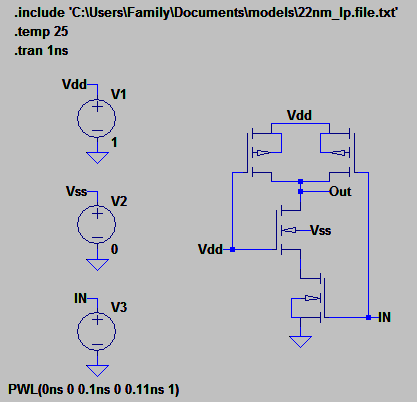 .include 'C:\Users\Family\Documents\models\22nm_lp.file.txt'
.temp 25
.tran 1ns
Vdd
V1
1
Vss
V2
0
IN
V3
PWL(0ns 0 0.1ns 0 0.11ns 1)
Vdd
Out
Vss
Vdd
IN